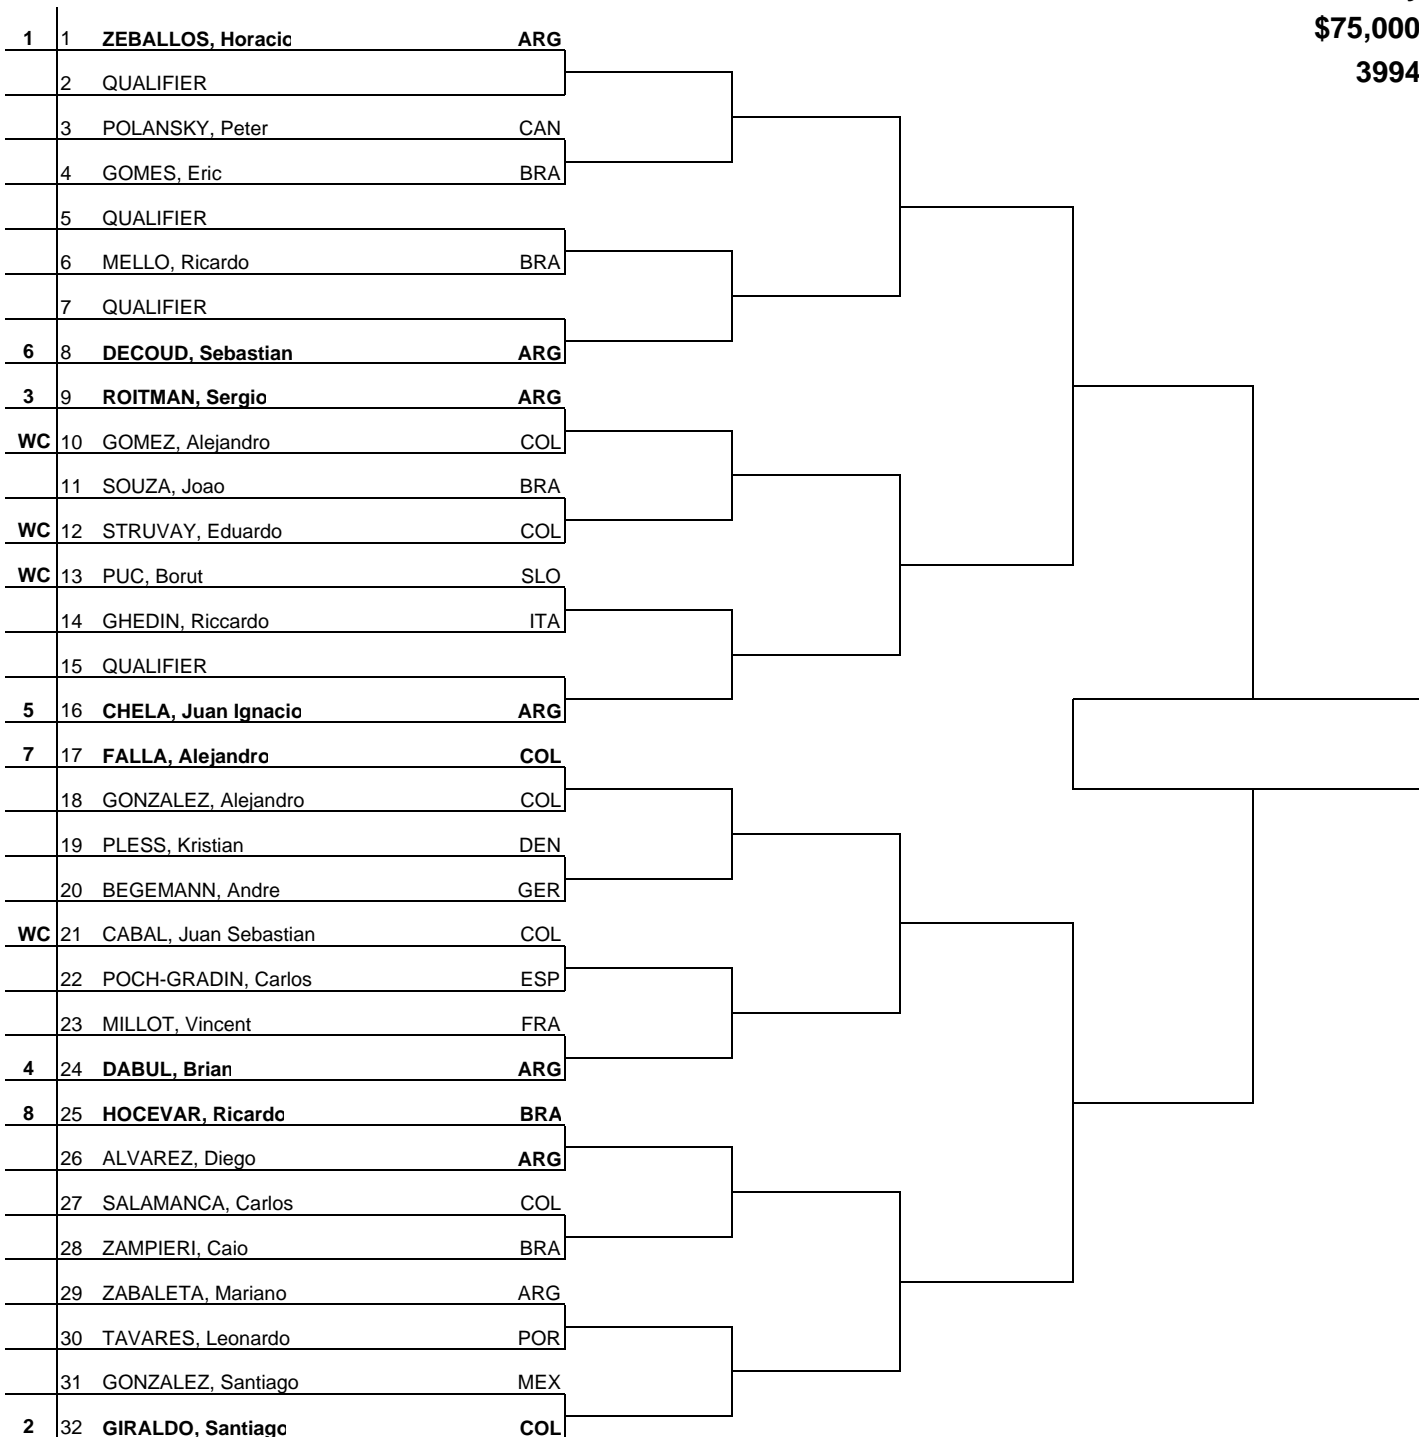 $75,000
3994
1 1 ZEBALLOS, Horacio ARG
2 QUALIFIER
3 POLANSKY, Peter CAN
4 GOMES, Eric BRA
5 QUALIFIER
6 MELLO, Ricardo BRA
7 QUALIFIER
6 8 DECOUD, Sebastian ARG
3 9 ROITMAN, Sergio ARG
WC 10 GOMEZ, Alejandro COL
11 SOUZA, Joao BRA
WC 12 STRUVAY, Eduardo COL
WC 13 PUC, Borut SLO
14 GHEDIN, Riccardo ITA
15 QUALIFIER
5 16 CHELA, Juan Ignacio ARG
7 17 FALLA, Alejandro COL
18 GONZALEZ, Alejandro COL
19 PLESS, Kristian DEN
20 BEGEMANN, Andre GER
WC 21 CABAL, Juan Sebastian COL
22 POCH-GRADIN, Carlos ESP
23 MILLOT, Vincent FRA
4 24 DABUL, Brian ARG
8 25 HOCEVAR, Ricardo BRA
26 ALVAREZ, Diego ARG
27 SALAMANCA, Carlos COL
28 ZAMPIERI, Caio BRA
29 ZABALETA, Mariano ARG
30 TAVARES, Leonardo POR
31 GONZALEZ, Santiago MEX
2 32 GIRALDO, Santiago COL